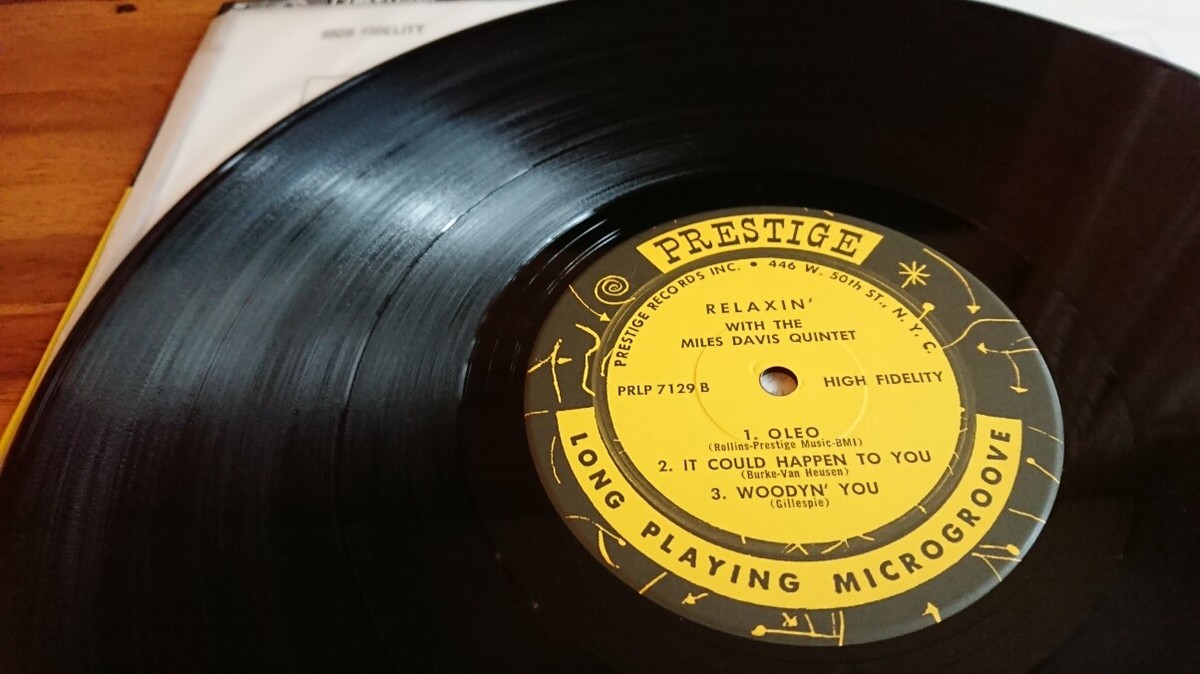 HIGH FIDELITY
PRESTIGE
PRESTIGE RECORDS INC. • 446 W. 50th ST., N. Y. C.
RELAXIN'
WITH THE
MILES DAVIS QUINTET
PRLP 7129 B
HIGH FIDELITY
1. OLEO
(Rollins-Prestige Music-BMI)
2. IT COULD HAPPEN TO YOU
(Burke-Van Heusen)
3. WOODYN' YOU
(Gillespie)
LONG PLAYING MICROGROOVE